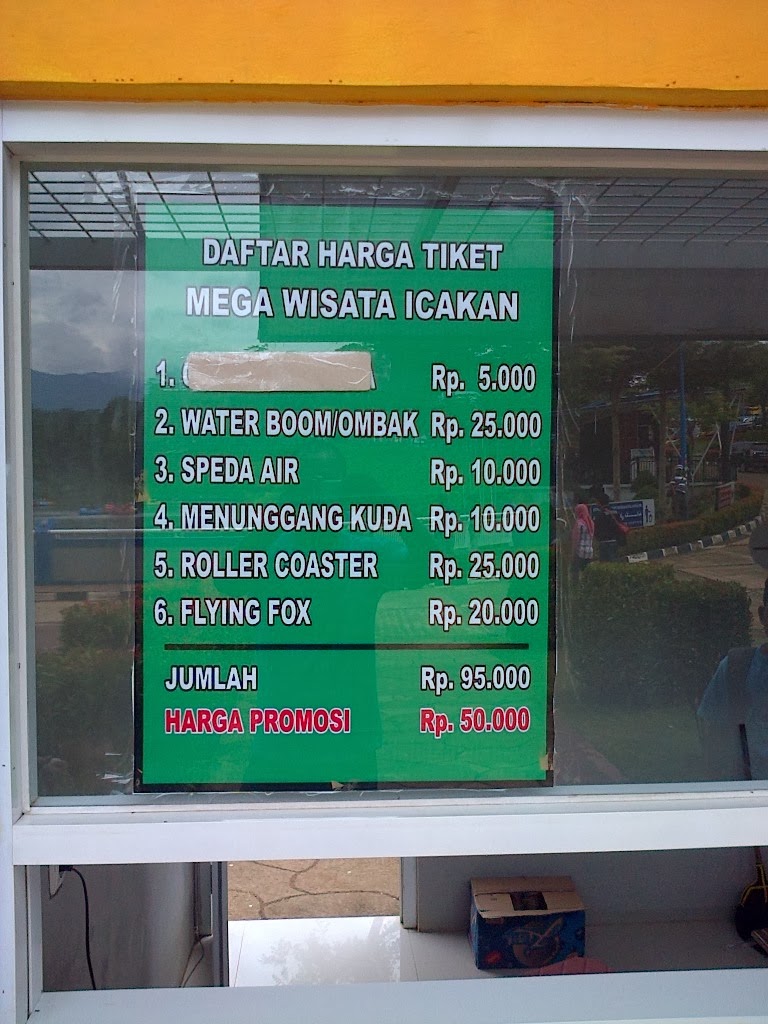 DAFTAR HARGA TIKET
MEGA WISATA ICAKAN
1. Rp. 5.000
2. WATER BOOM/OMBAK Rp. 25.000
3. SPEDA AIR Rp. 10.000
4. MENUNGGANG KUDA Rp. 10.000
5. ROLLER COASTER Rp. 25.000
6. FLYING FOX Rp. 20.000
JUMLAH Rp. 95.000
HARGA PROMOSI Rp. 50.000